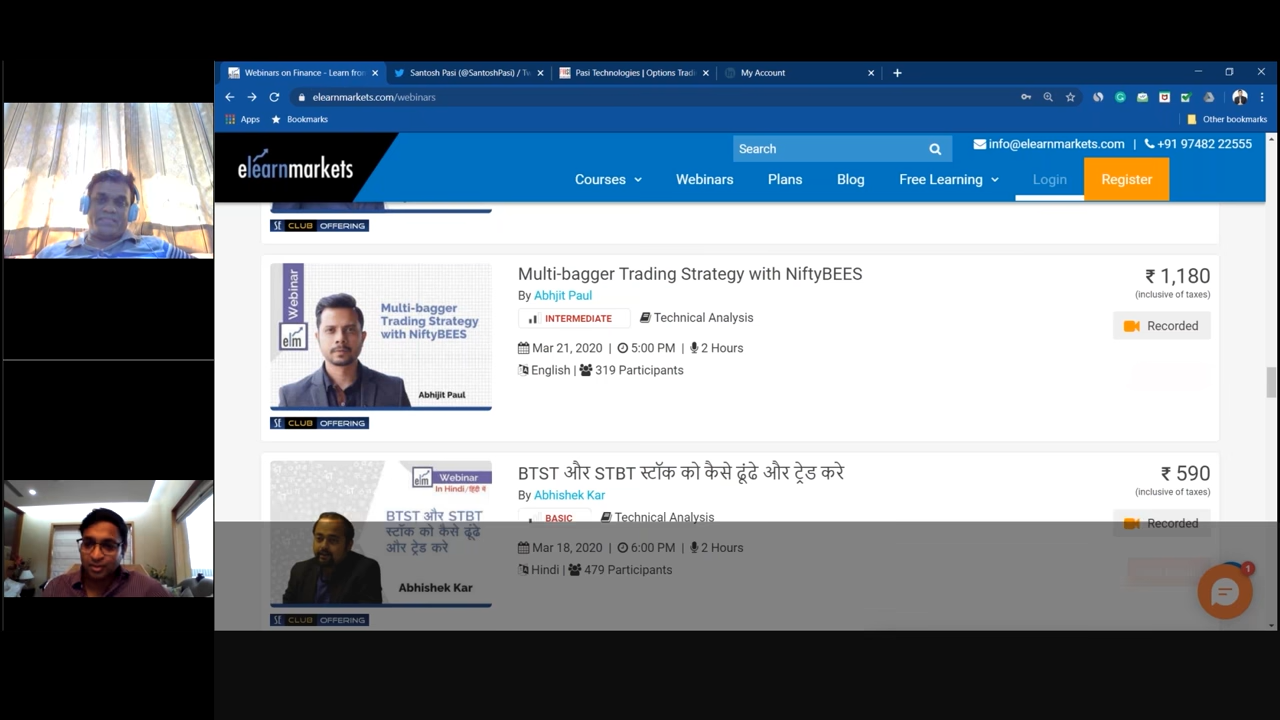 Webinars on Finance - Learn from
Santosh Pasi (@SantoshPasi) / Tw
Pasi Technologies | Options Tradi
My Account
elearnmarkets.com/webinars
Apps
Bookmarks
Other bookmarks
elearnmarkets
Search
info@elearnmarkets.com | +91 97482 22555
Courses
Webinars
Plans
Blog
Free Learning
Login
Register
SE CLUB OFFERING
Webinar
elm
Multi-bagger
Trading Strategy
with NiftyBEES
Abhijit Paul
SE CLUB OFFERING
Multi-bagger Trading Strategy with NiftyBEES
By Abhjit Paul
INTERMEDIATE Technical Analysis
Mar 21, 2020 | 5:00 PM | 2 Hours
English | 319 Participants
₹ 1,180
(inclusive of taxes)
Recorded
elm Webinar
In Hindi/हिंदी में
BTST और STBT
स्टॉक को कैसे ढूंढे
और ट्रेड करे
Abhishek Kar
SE CLUB OFFERING
BTST और STBT स्टॉक को कैसे ढूंढे और ट्रेड करे
By Abhishek Kar
BASIC Technical Analysis
Mar 18, 2020 | 6:00 PM | 2 Hours
Hindi | 479 Participants
₹ 590
(inclusive of taxes)
Recorded
1